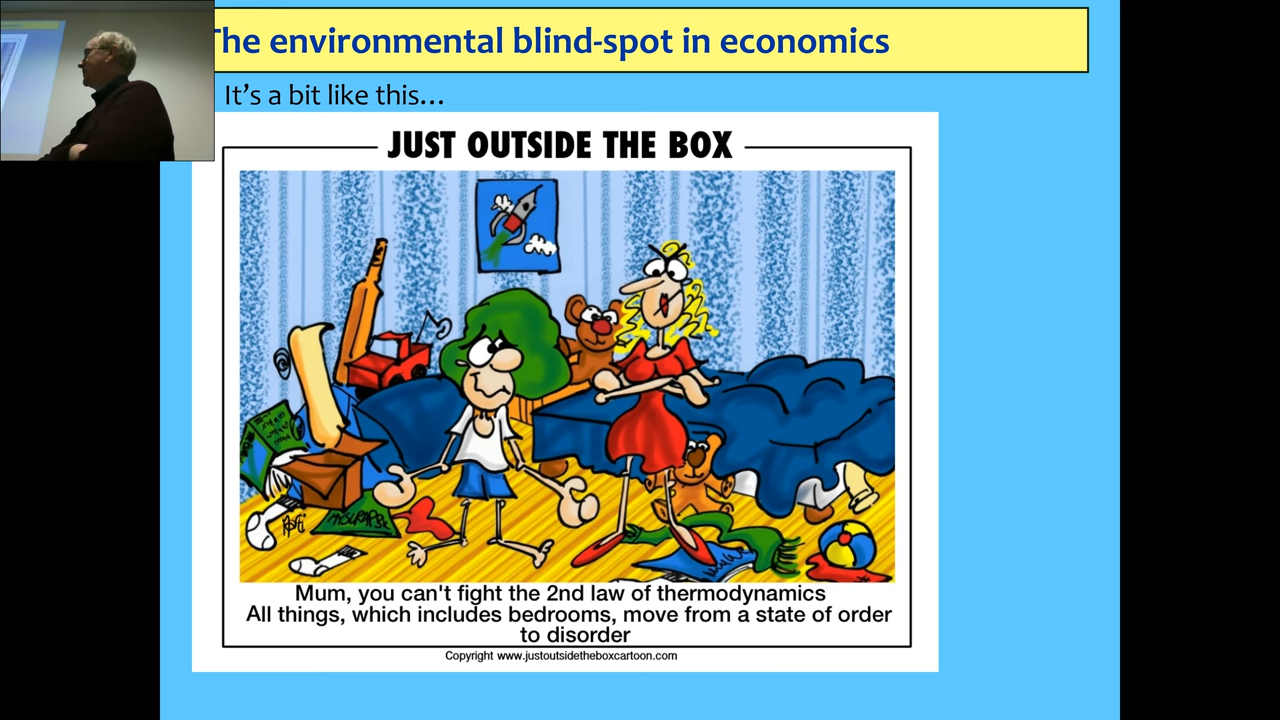 The environmental blind-spot in economics
It's a bit like this...
JUST OUTSIDE THE BOX
Mum, you can't fight the 2nd law of thermodynamics
All things, which includes bedrooms, move from a state of order
to disorder
Copyright www.justoutsidetheboxcartoon.com